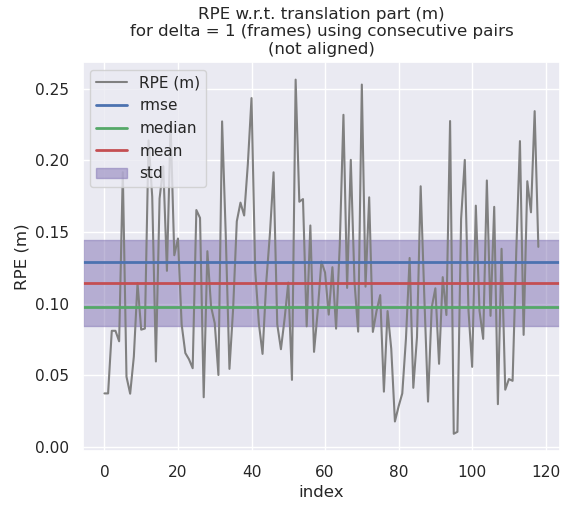 RPE w.r.t. translation part (m)
for delta = 1 (frames) using consecutive pairs
(not aligned)
RPE (m)
rmse
median
mean
std
0.25
0.20
0.15
0.10
0.05
0.00
RPE (m)
0 20 40 60 80 100 120
index